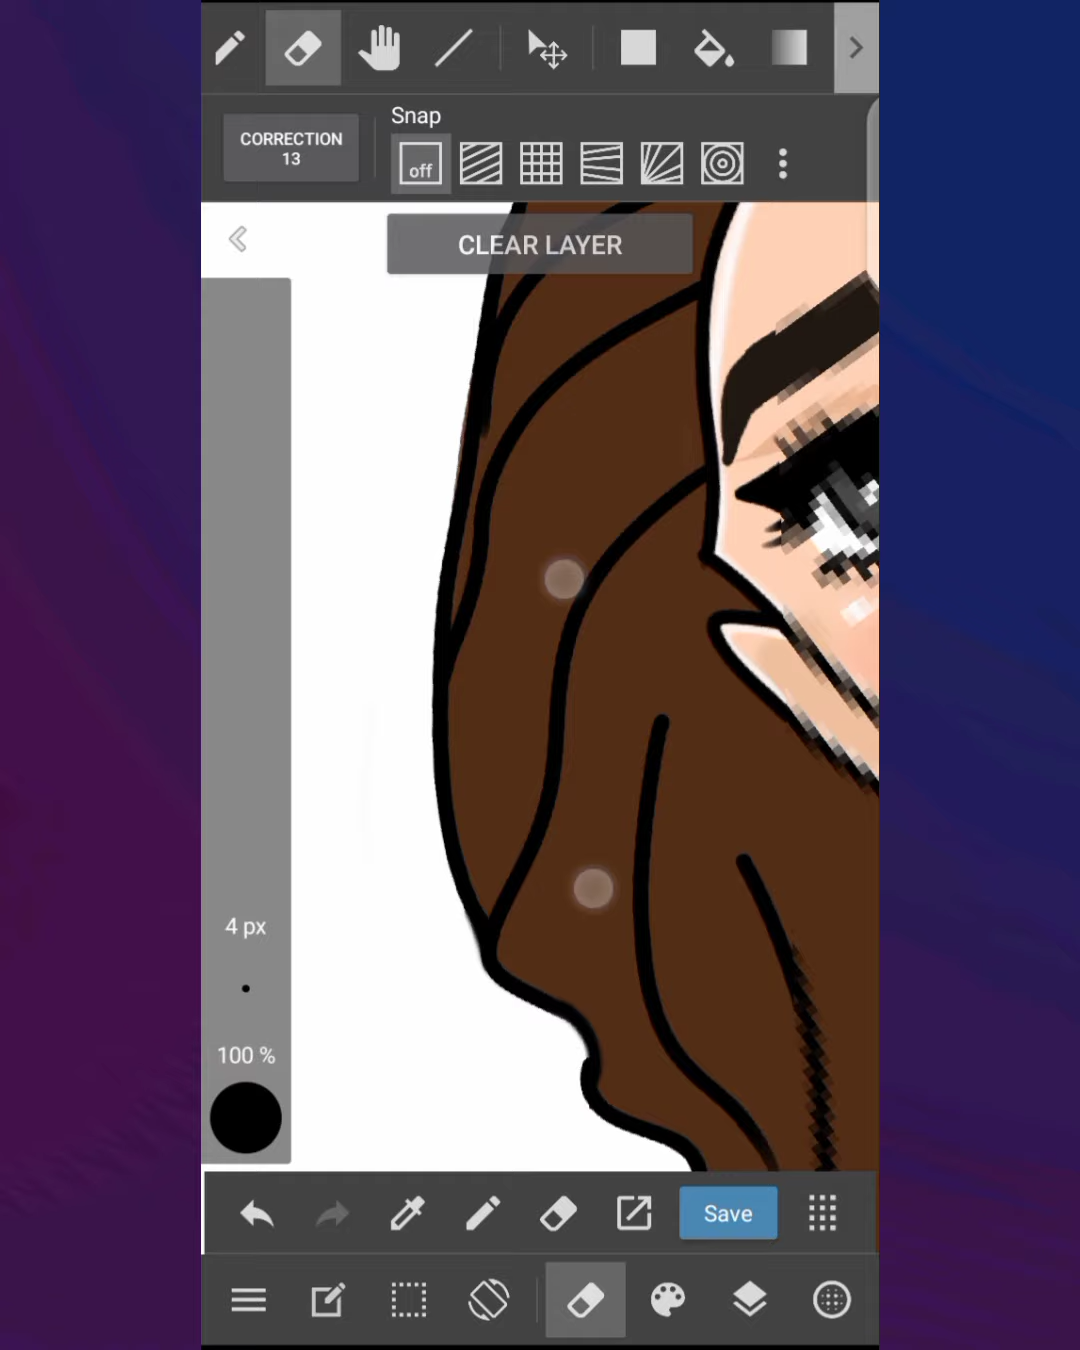 Snap
CORRECTION
13
off
CLEAR LAYER
4 px
100 %
Save